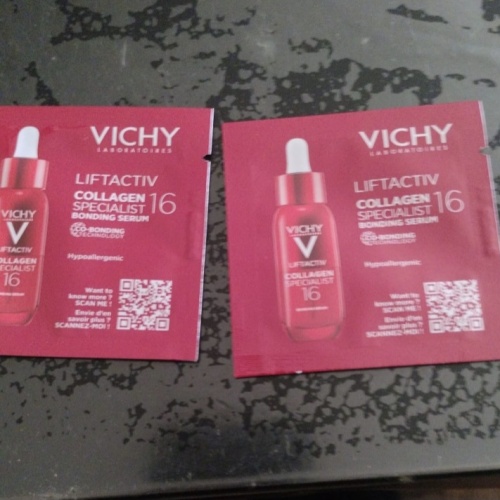 VICHY
LABORATOIRES
LIFTACTIV
COLLAGEN
SPECIALIST 16
BONDING SERUM
CO-BONDING
TECHNOLOGY
Hypoallergenic
Want to
know more ?
SCAN ME !
Envie d'en
savoir plus ?
SCANNEZ-MOI !
VICHY
LIFTACTIV
COLLAGEN
SPECIALIST
16
VICHY
LABORATOIRES
LIFTACTIV
COLLAGEN
SPECIALIST 16
BONDING SERUM
CO-BONDING
TECHNOLOGY
Hypoallergenic
Want to
know more ?
SCAN ME !
Envie d'en
savoir plus ?
SCANNEZ-MOI !
VICHY
LIFTACTIV
COLLAGEN
SPECIALIST
16